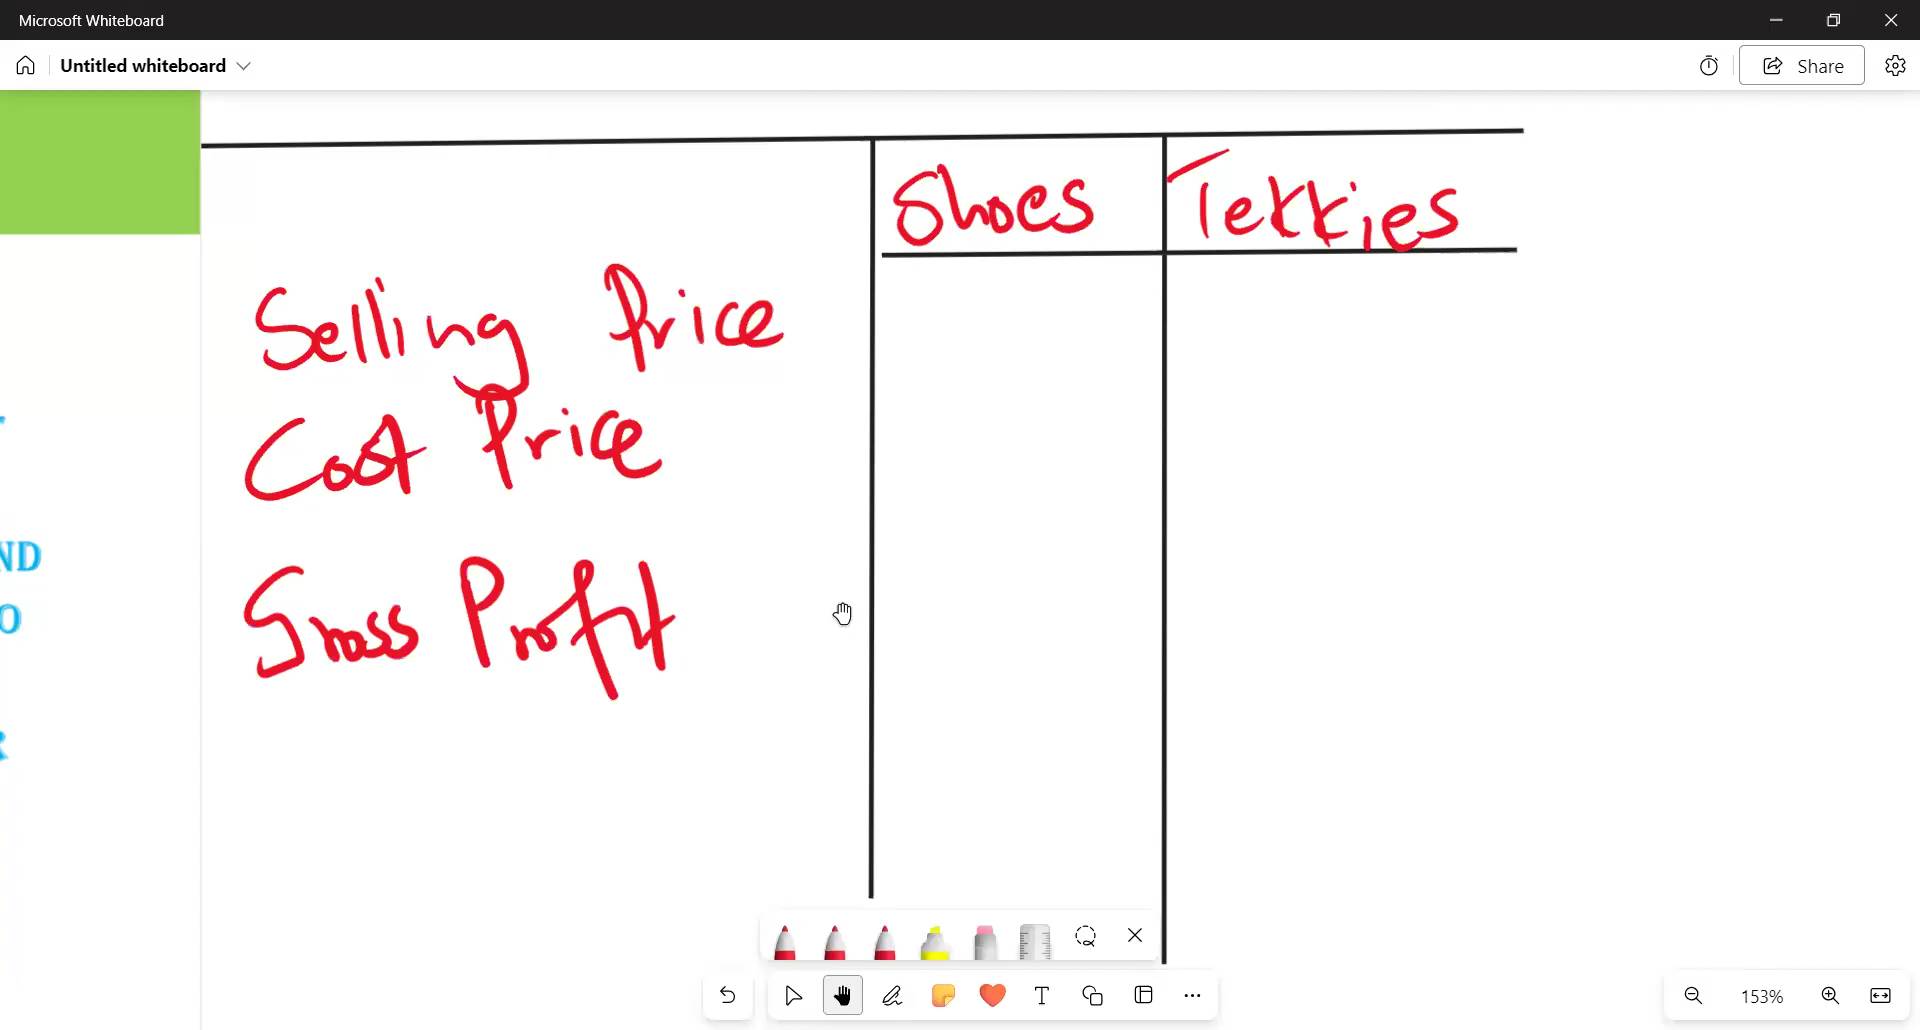 Microsoft Whiteboard
Untitled whiteboard
Share
Shoes Tekkies
Selling Price
Cost Price
ND
Gross Profit
O
R
153%